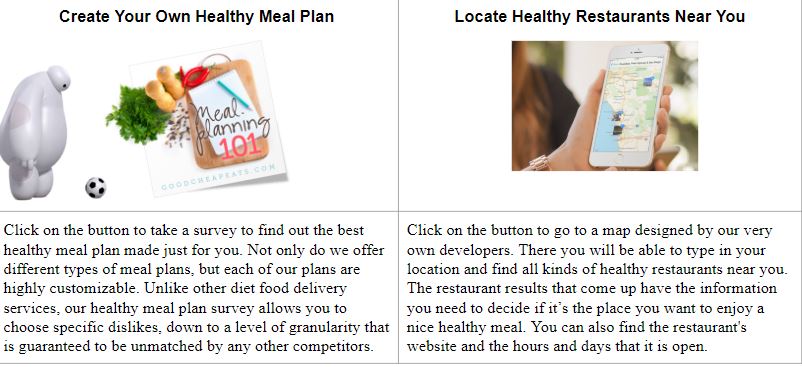 Create Your Own Healthy Meal Plan
Meal
planning
101
GOODCHEAPEATS.COM
Click on the button to take a survey to find out the best
healthy meal plan made just for you. Not only do we offer
different types of meal plans, but each of our plans are
highly customizable. Unlike other diet food delivery
services, our healthy meal plan survey allows you to
choose specific dislikes, down to a level of granularity that
is guaranteed to be unmatched by any other competitors.
Locate Healthy Restaurants Near You
Click on the button to go to a map designed by our very
own developers. There you will be able to type in your
location and find all kinds of healthy restaurants near you.
The restaurant results that come up have the information
you need to decide if it’s the place you want to enjoy a
nice healthy meal. You can also find the restaurant's
website and the hours and days that it is open.